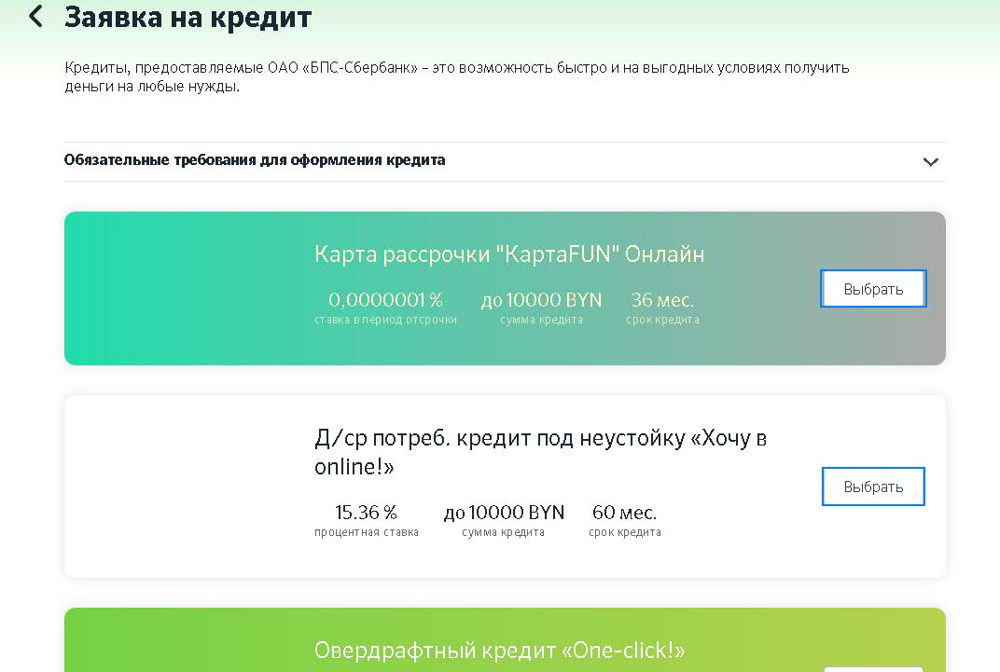 Заявка на кредит
Кредиты, предоставляемые ОАО «БПС-Сбербанк» – это возможность быстро и на выгодных условиях получить
деньги на любые нужды.
Обязательные требования для оформления кредита
Карта рассрочки "КартаFUN" Онлайн
0,0000001 % до 10000 BYN 36 мес.
ставка в период отсрочки сумма кредита срок кредита
Выбрать
Д/ср потреб. кредит под неустойку «Хочу в
online!»
15.36 % до 10000 BYN 60 мес.
процентная ставка сумма кредита срок кредита
Выбрать
Овердрафтный кредит «One-click!»